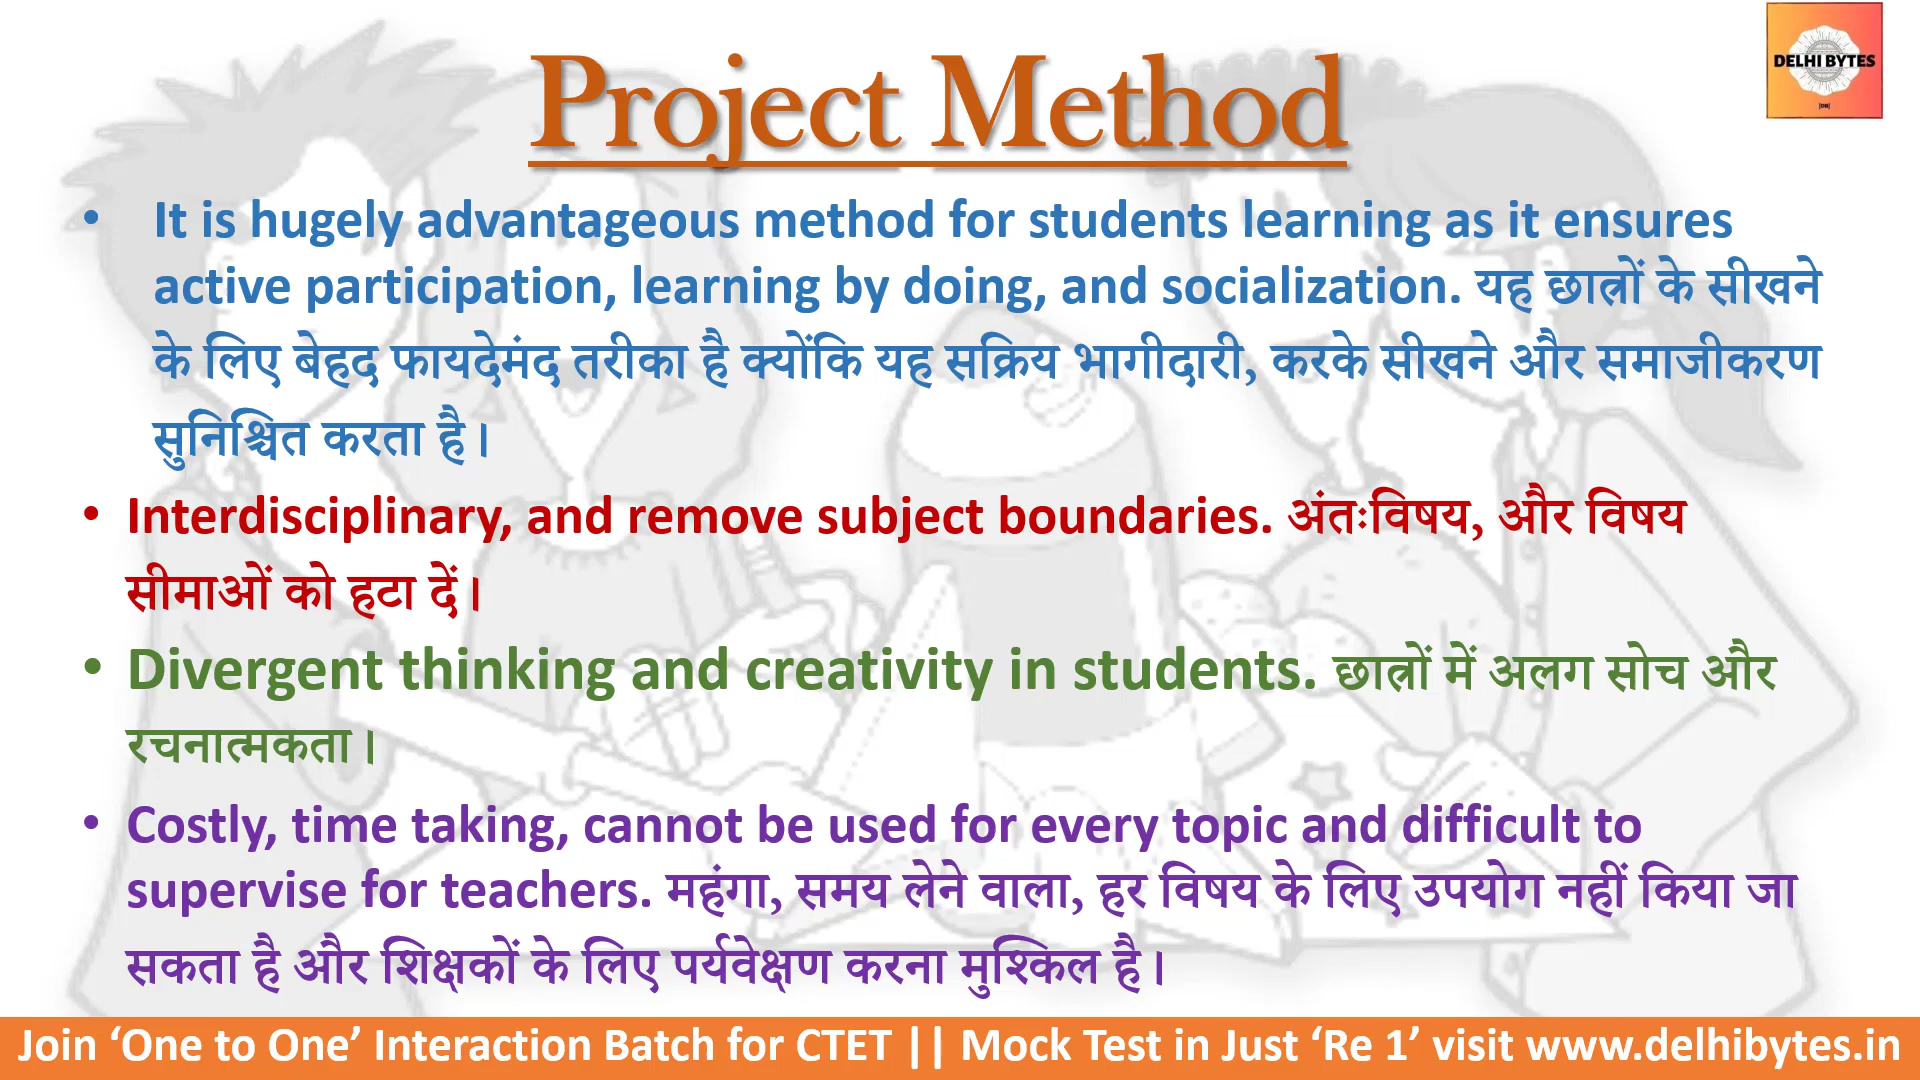 DELHI BYTES
|DB|
Project Method
• It is hugely advantageous method for students learning as it ensures
active participation, learning by doing, and socialization. यह छात्रों के सीखने
के लिए बेहद फायदेमंद तरीका है क्योंकि यह सक्रिय भागीदारी, करके सीखने और समाजीकरण
सुनिश्चित करता है।
• Interdisciplinary, and remove subject boundaries. अंतःविषय, और विषय
सीमाओं को हटा दें।
• Divergent thinking and creativity in students. छात्रों में अलग सोच और
रचनात्मकता।
• Costly, time taking, cannot be used for every topic and difficult to
supervise for teachers. महंगा, समय लेने वाला, हर विषय के लिए उपयोग नहीं किया जा
सकता है और शिक्षकों के लिए पर्यवेक्षण करना मुश्किल है।
Join ‘One to One’ Interaction Batch for CTET || Mock Test in Just ‘Re 1’ visit www.delhibytes.in